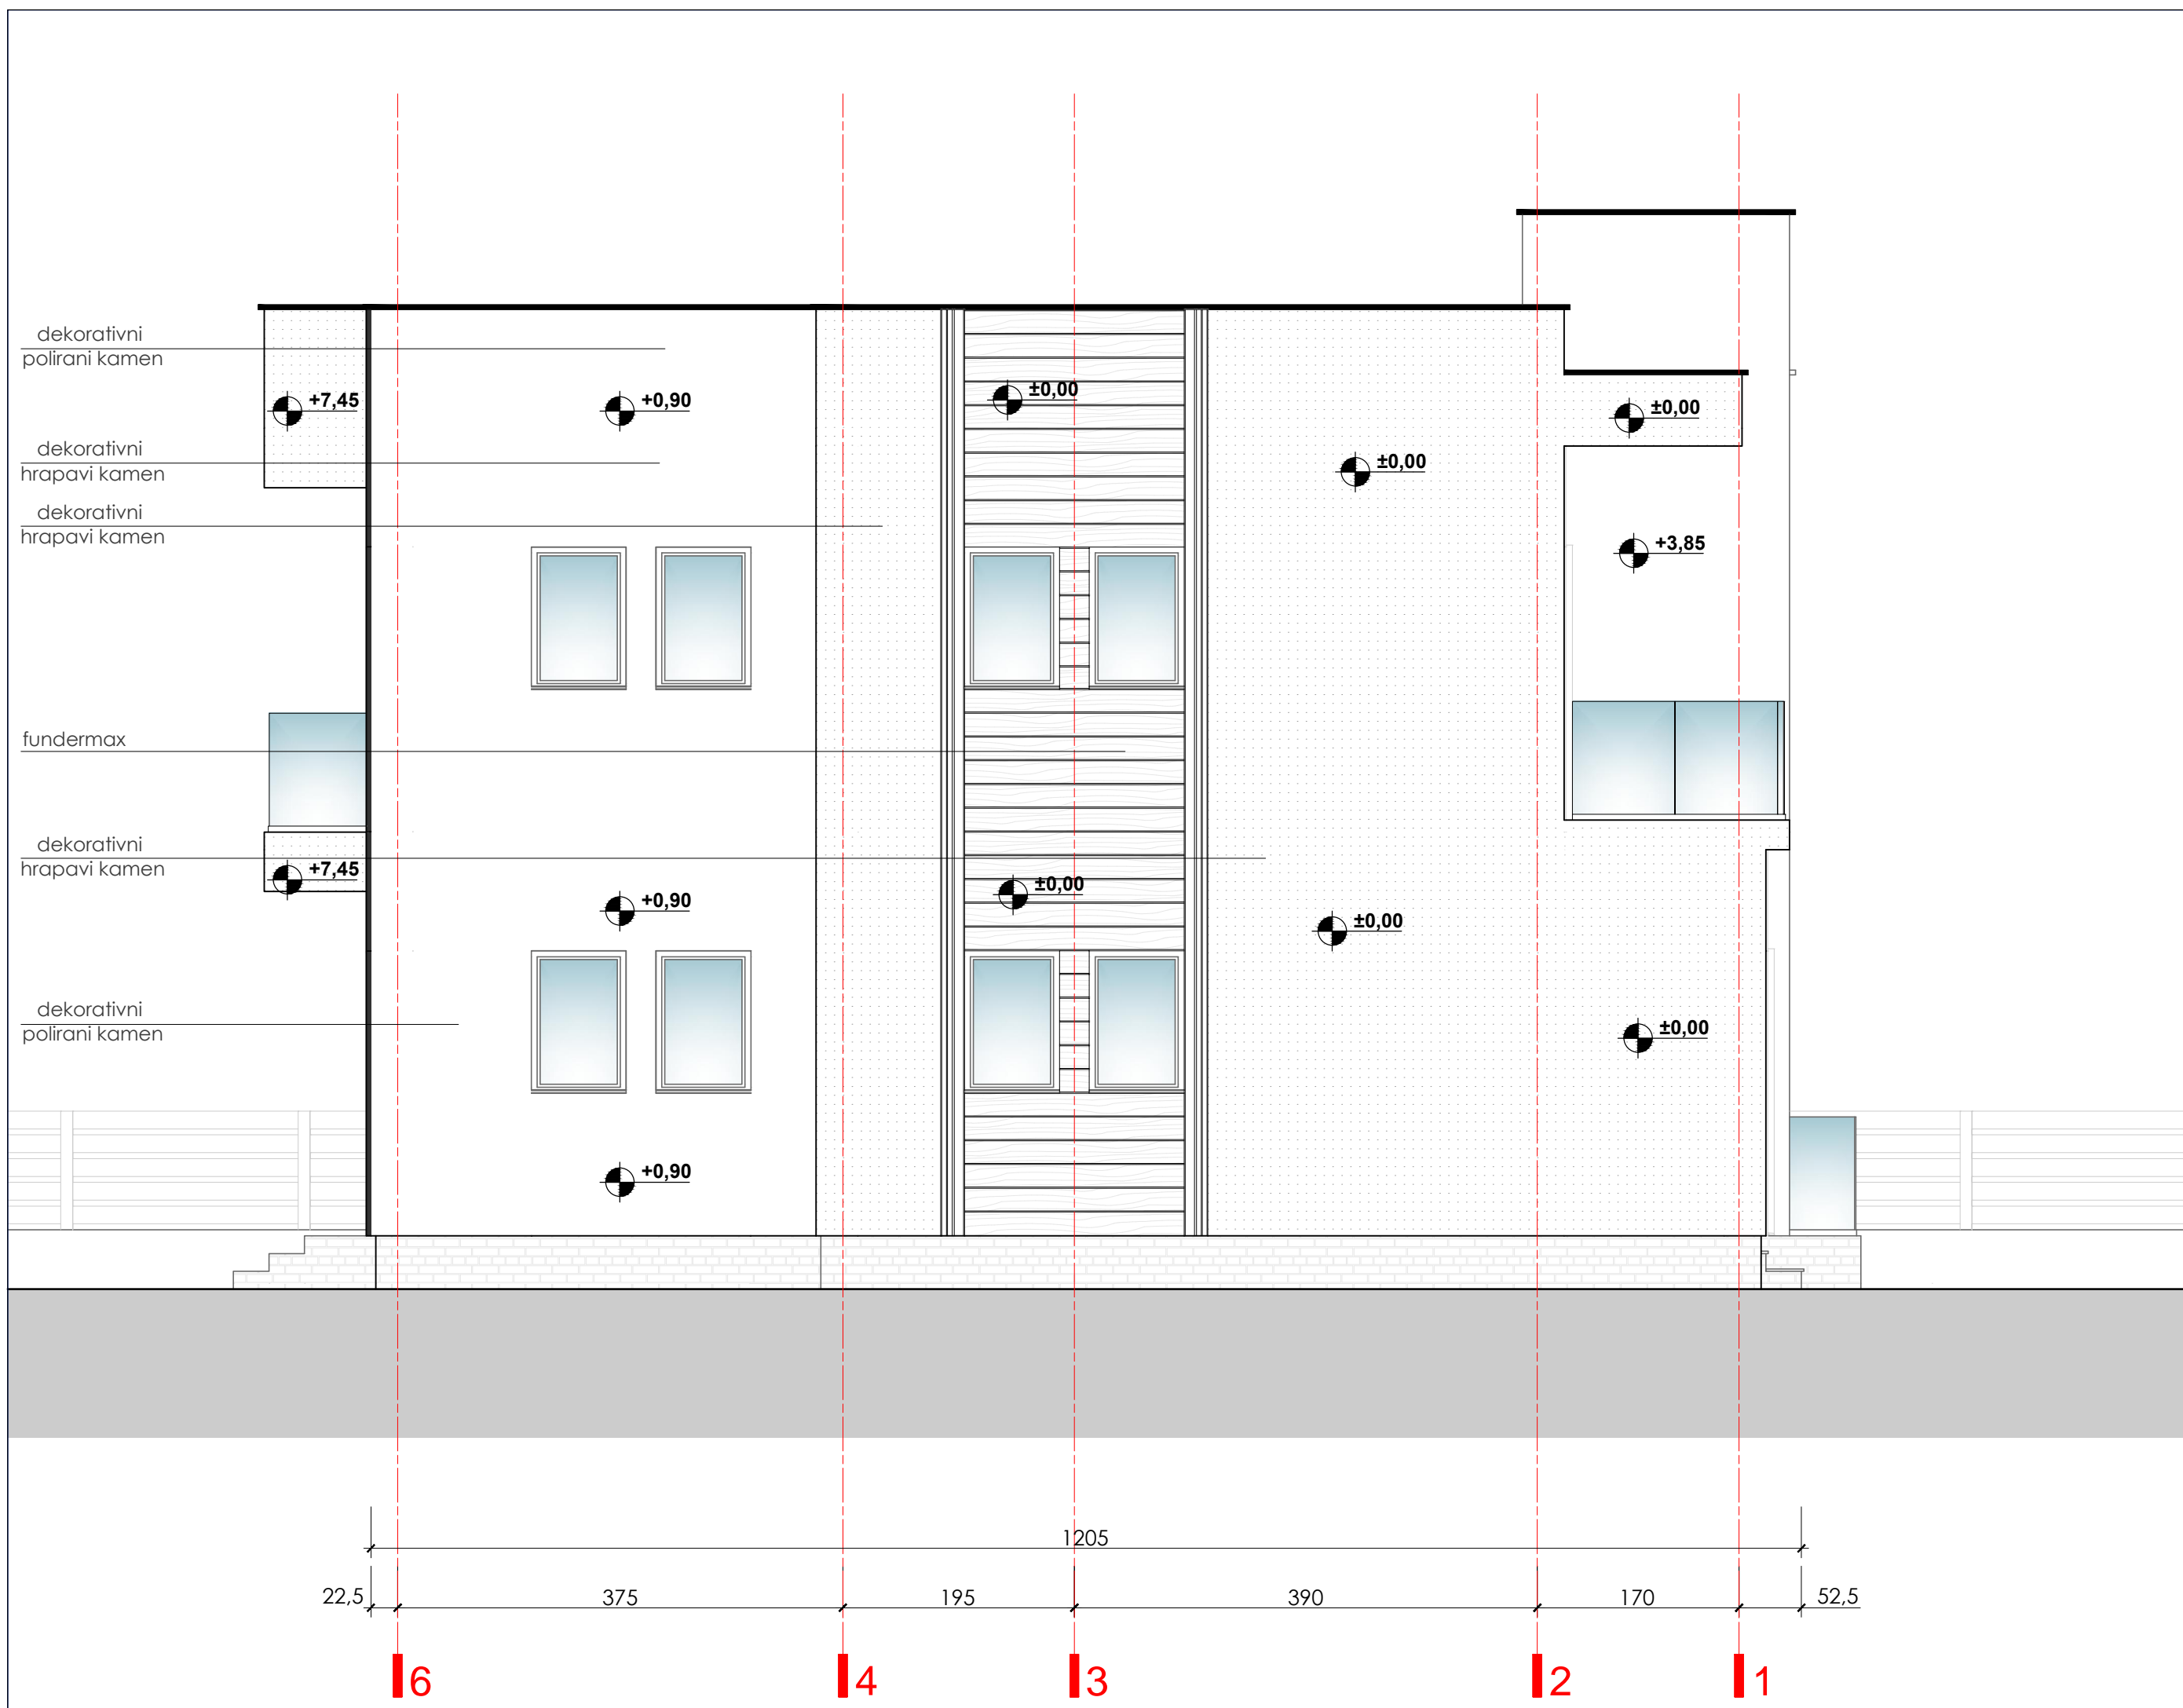 dekorativni
polirani kamen
+7,45
+0,90
±0,00
±0,00
dekorativni
hrapavi kamen
±0,00
dekorativni
hrapavi kamen
+3,85
fundermax
dekorativni
hrapavi kamen
+7,45
+0,90
±0,00
±0,00
dekorativni
polirani kamen
±0,00
+0,90
1205
22,5
375
195
390
170
52,5
6
4
3
2
1